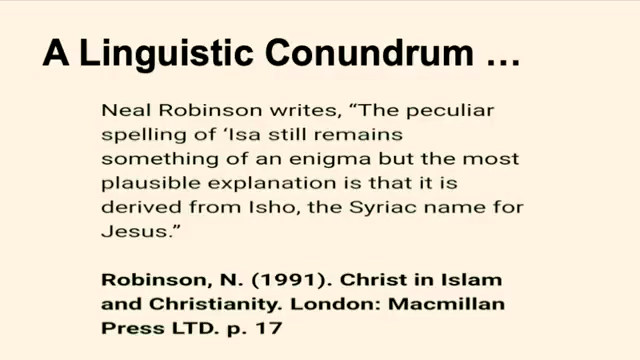 A Linguistic Conundrum ...
Neal Robinson writes, “The peculiar
spelling of ‘Isa still remains
something of an enigma but the most
plausible explanation is that it is
derived from Isho, the Syriac name for
Jesus.”
Robinson, N. (1991). Christ in Islam
and Christianity. London: Macmillan
Press LTD. p. 17